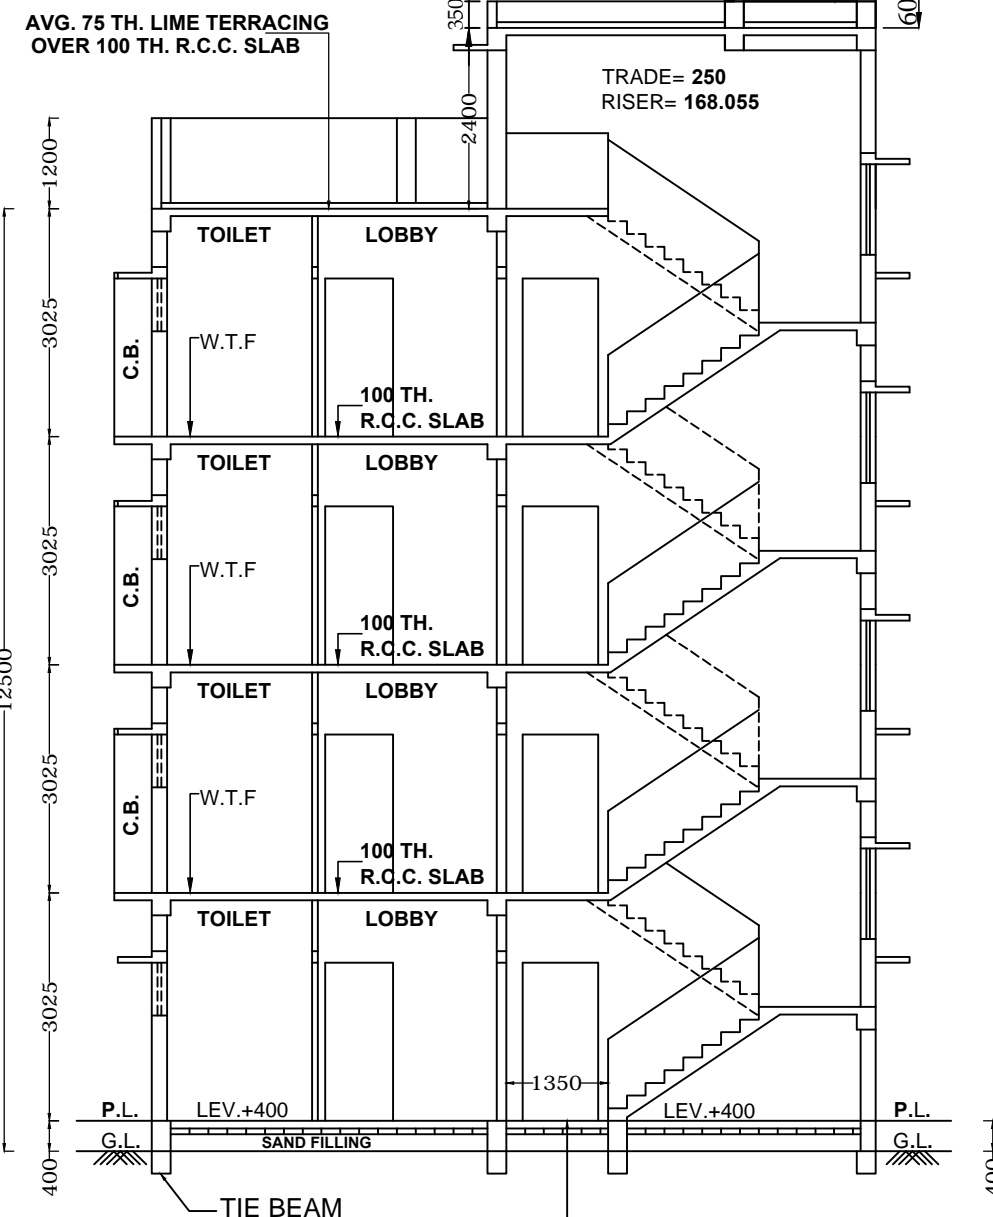 350
60
AVG. 75 TH. LIME TERRACING
OVER 100 TH. R.C.C. SLAB
TRADE= 250
RISER= 168.055
2400
1200
TOILET
LOBBY
3025
W.T.F
C.B.
100 TH.
R.C.C. SLAB
TOILET
LOBBY
3025
W.T.F
C.B.
100 TH.
R.C.C. SLAB
12500
TOILET
LOBBY
3025
W.T.F
C.B.
100 TH.
R.C.C. SLAB
TOILET
LOBBY
3025
1350
P.L.
LEV.+400
LEV.+400
P.L.
G.L.
SAND FILLING
G.L.
400
400
TIE BEAM